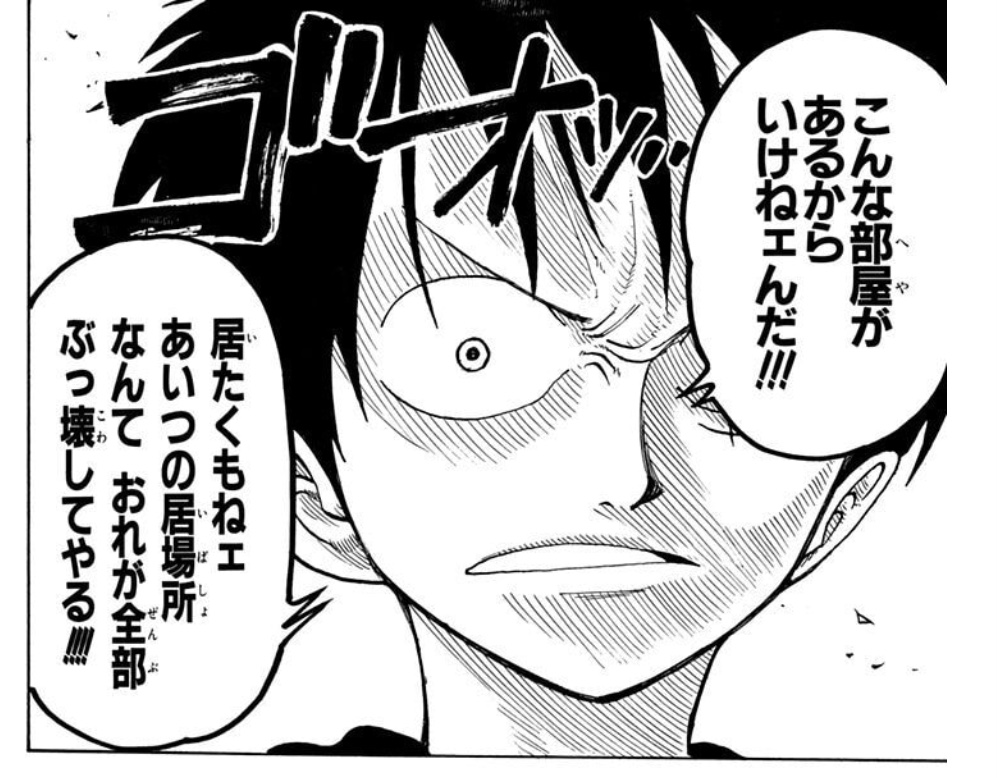 こんな部屋が
あるから
いけねェんだ!!!
ゴオッ
居たくもねェ
あいつの居場所
なんて おれが全部
ぶっ壊してやる!!!!!